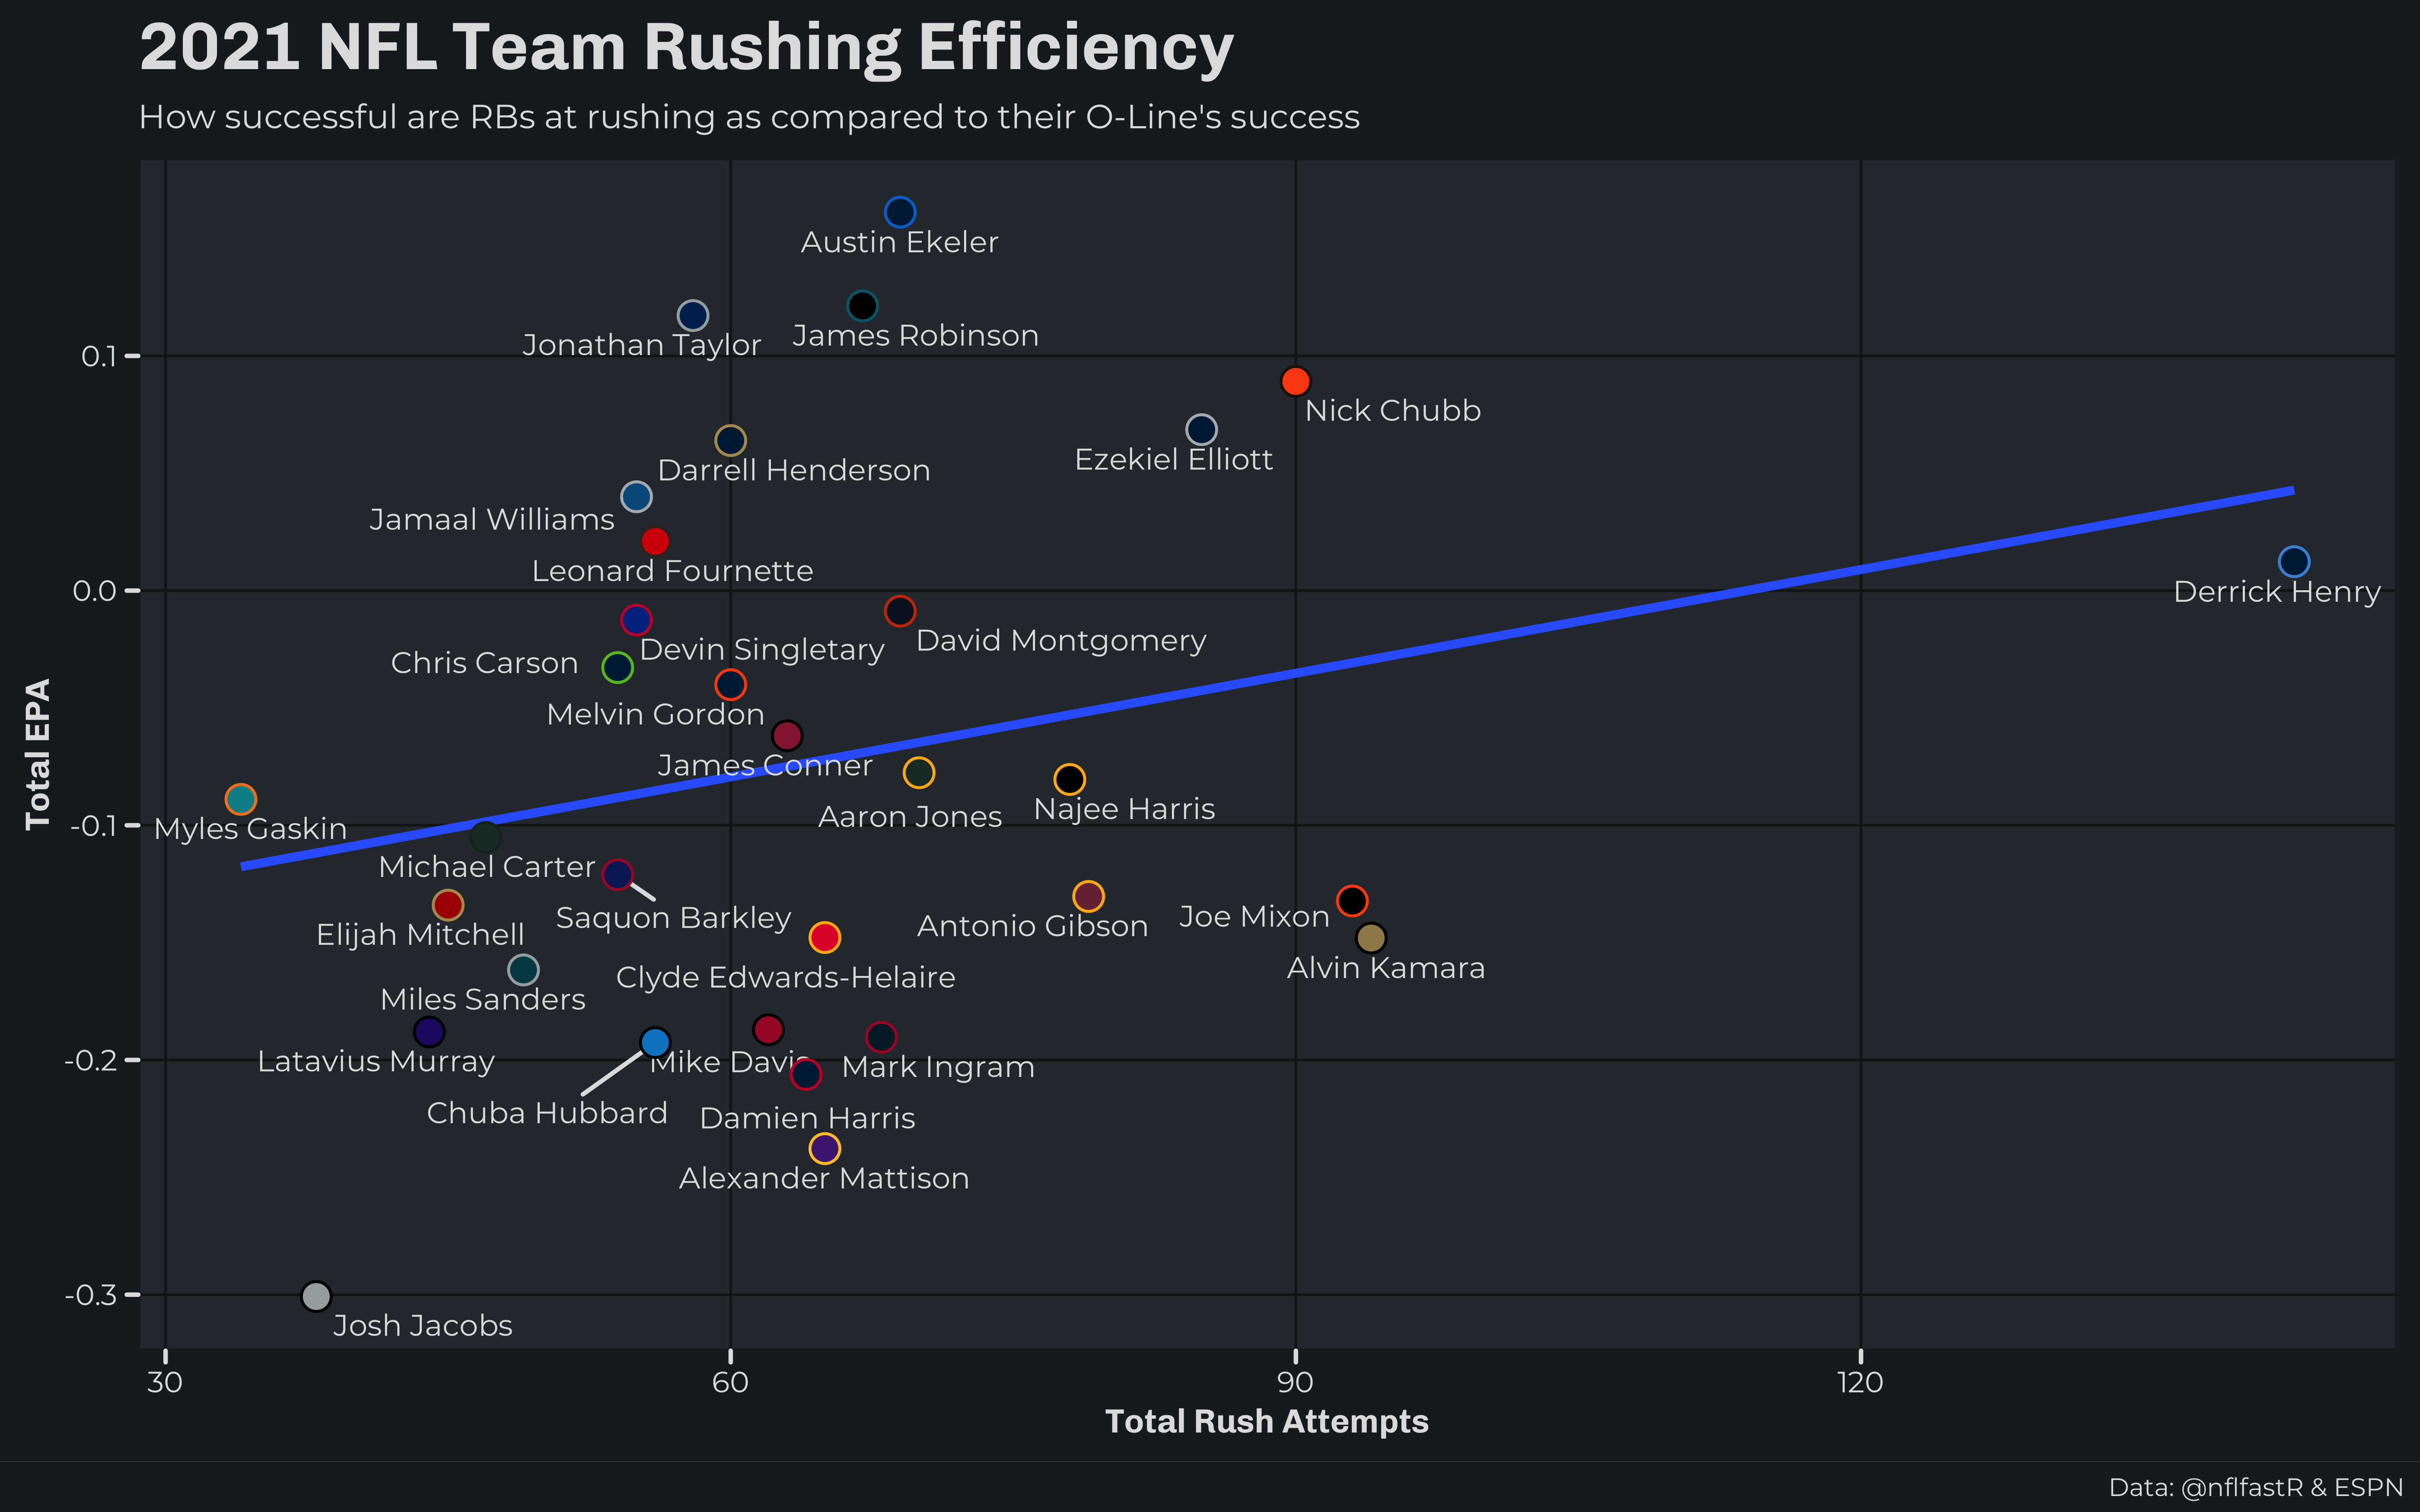 2021 NFL Team Rushing Efficiency
How successful are RBs at rushing as compared to their O-Line's success
Austin Ekeler
James Robinson
Jonathan Taylor
0.1
Nick Chubb
Ezekiel Elliott
Darrell Henderson
Jamaal Williams
Leonard Fournette
0.0
Derrick Henry
David Montgomery
Devin Singletary
Chris Carson
Melvin Gordon
James Conner
Total EPA
Aaron Jones
Najee Harris
-0.1
Myles Gaskin
Michael Carter
Saquon Barkley
Antonio Gibson
Joe Mixon
Elijah Mitchell
Alvin Kamara
Clyde Edwards-Helaire
Miles Sanders
-0.2
Latavius Murray
Mike Davis
Mark Ingram
Chuba Hubbard
Damien Harris
Alexander Mattison
-0.3
Josh Jacobs
30
60
90
120
Total Rush Attempts
Data: @nflfastR & ESPN